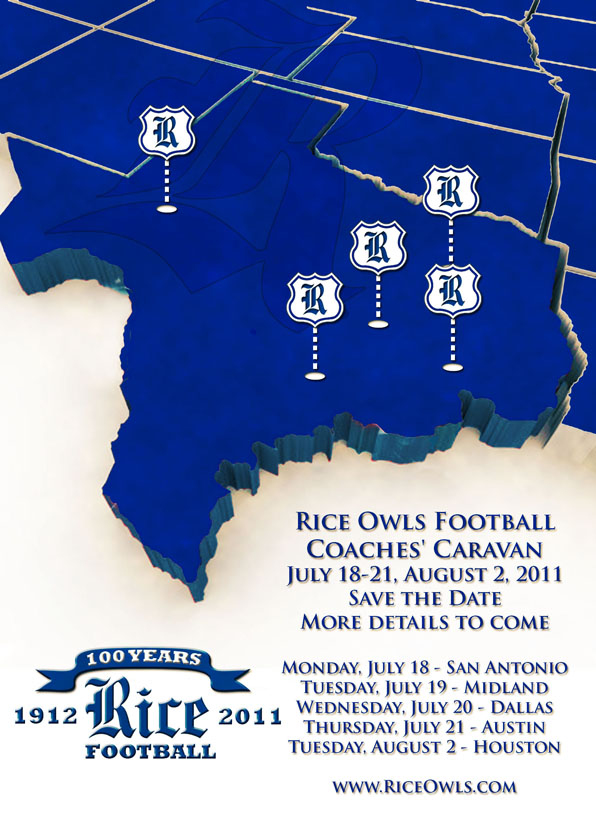 R
R
R
R
R
Rice Owls Football
Coaches' Caravan
July 18-21, August 2, 2011
Save the Date
More details to come
100 YEARS
1912 Rice 2011
FOOTBALL
Monday, July 18 - San Antonio
Tuesday, July 19 - Midland
Wednesday, July 20 - Dallas
Thursday, July 21 - Austin
Tuesday, August 2 - Houston
www.RiceOwls.com